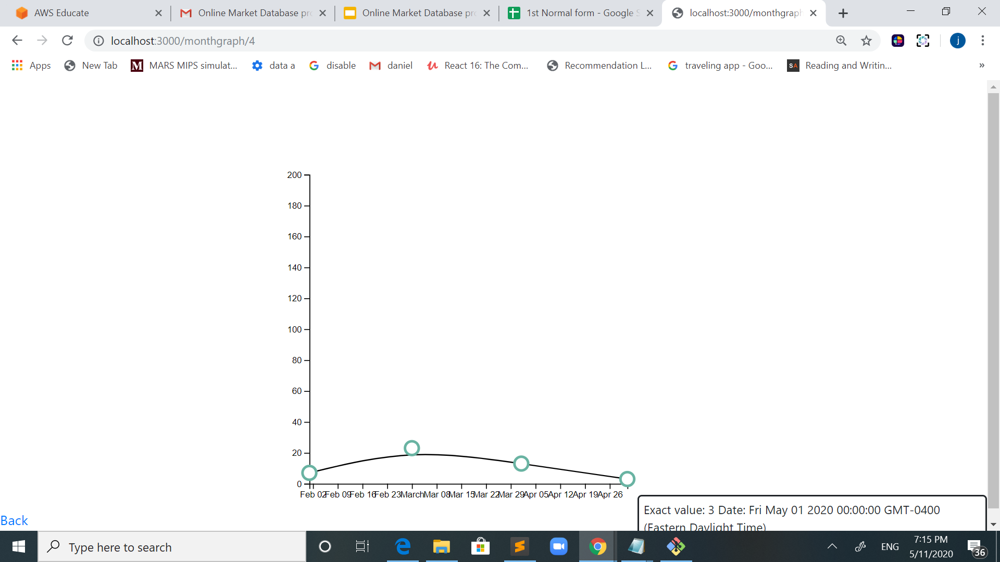 AWS Educate
Online Market Database pr
Online Market Database pr
1st Normal form - Google S
localhost:3000/monthgraph
localhost:3000/monthgraph/4
j
Apps
New Tab
M MARS MIPS simulat...
data a
disable
daniel
React 16: The Com...
Recommendation L...
traveling app - Goo...
SA Reading and Writin...
»
200
180
160
140
120
100
80
60
40
20
0
Feb 02 Feb 09 Feb 16 Feb 23 March Mar 08 Mar 15 Mar 22 Mar 29 Apr 05 Apr 12 Apr 19 Apr 26
Exact value: 3 Date: Fri May 01 2020 00:00:00 GMT-0400
(Eastern Daylight Time)
Back
Type here to search
ENG
7:15 PM
5/11/2020
36